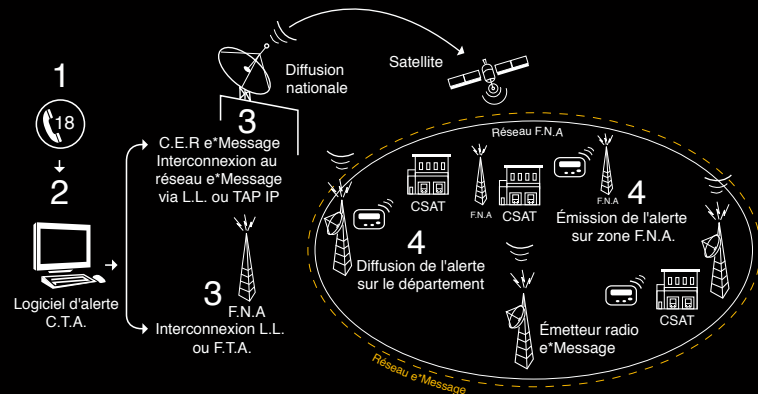 1
18
2
Logiciel d'alerte
C.T.A.
Diffusion
nationale
Satellite
3
C.E.R e*Message
Interconnexion au
réseau e*Message
via L.L. ou TAP IP
3
F.N.A
Interconnexion L.L.
ou F.T.A.
Réseau F.N.A
CSAT
F.N.A
CSAT
F.N.A
4
Émission de l'alerte
sur zone F.N.A.
4
Diffusion de l'alerte
sur le département
CSAT
Émetteur radio
e*Message
Réseau e*Message